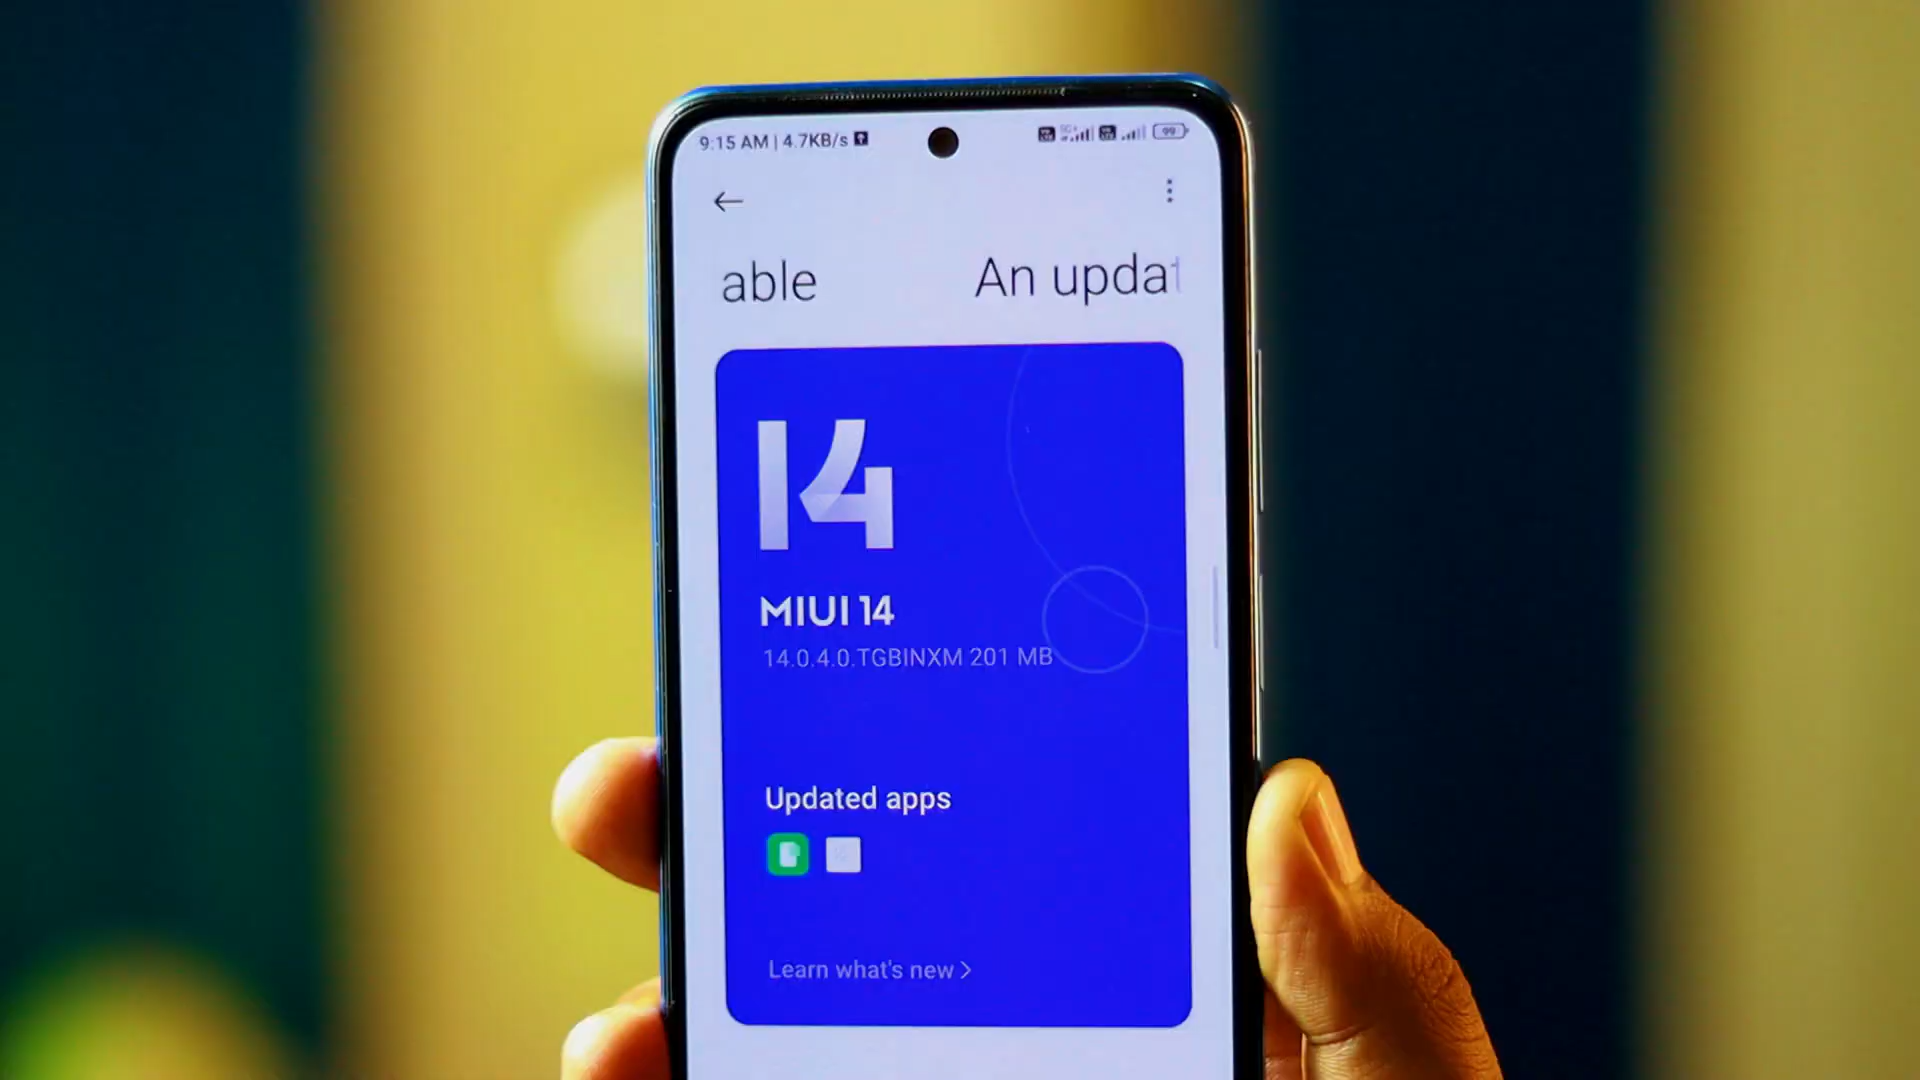 9:15 AM | 4.7KB/s
99
able An updat
14
MIUI 14
14.0.4.0.TGBINXM 201 MB
Updated apps
Learn what's new >